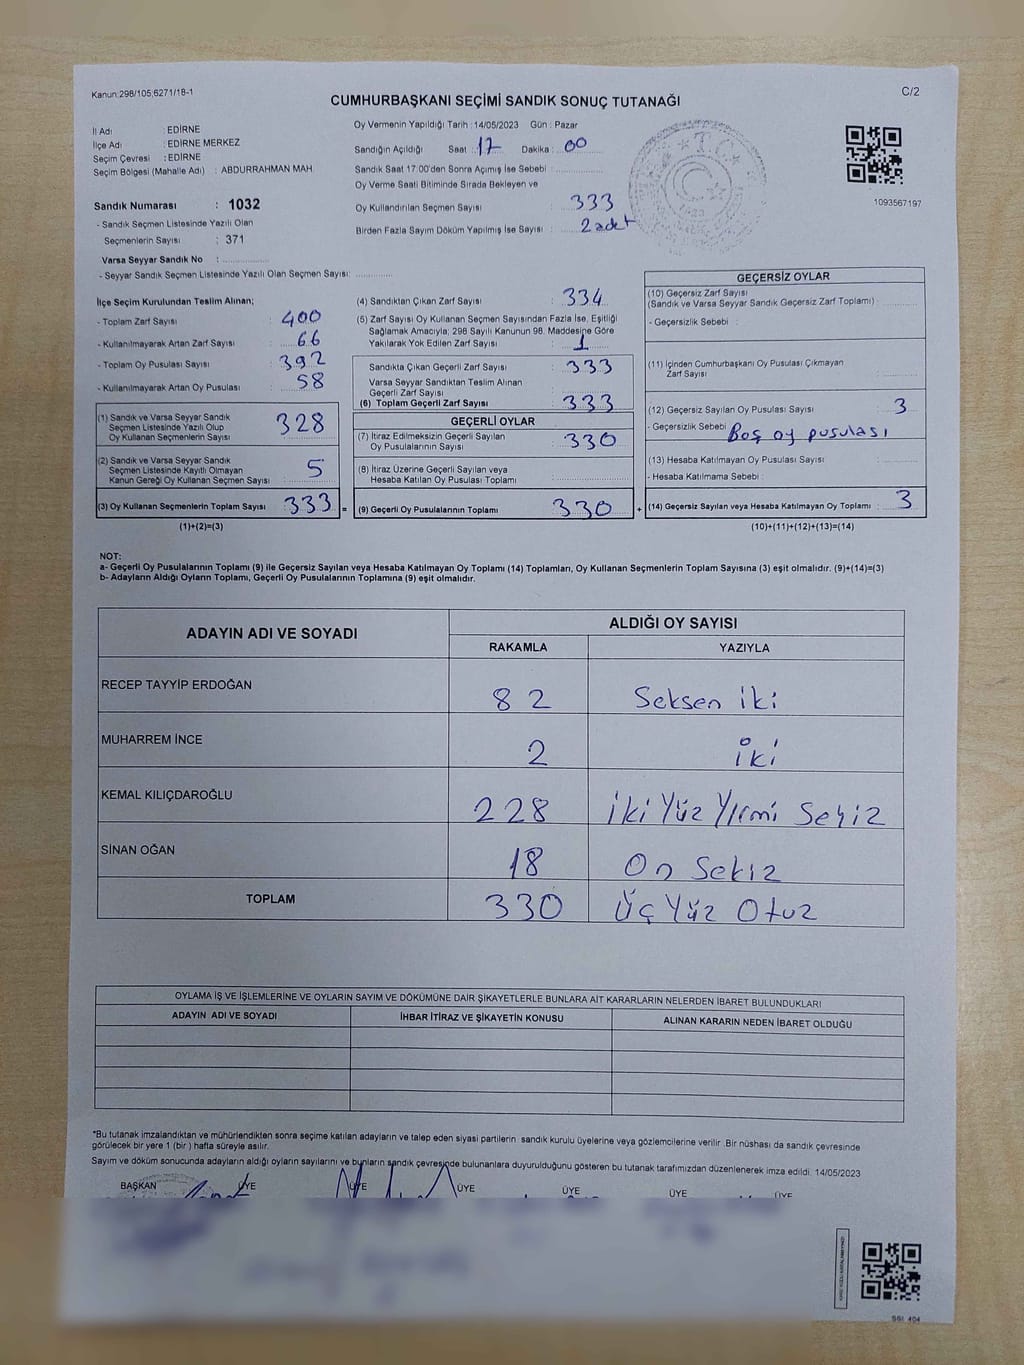 Kanun:298/105;6271/18-1
C/2
CUMHURBAŞKANI SEÇİMİ SANDIK SONUÇ TUTANAĞI
İl Adı : EDİRNE
İlçe Adı : EDİRNE MERKEZ
Seçim Çevresi : EDİRNE
Seçim Bölgesi (Mahalle Adı) : ABDURRAHMAN MAH
Sandık Numarası : 1032
- Sandık Seçmen Listesinde Yazılı Olan
Seçmenlerin Sayısı : 371
Varsa Seyyar Sandık No :
- Seyyar Sandık Seçmen Listesinde Yazılı Olan Seçmen Sayısı:
Oy Vermenin Yapıldığı Tarih : 14/05/2023 Gün : Pazar
Sandığın Açıldığı Saat : 17 Dakika : 00
Sandık Saat 17:00'den Sonra Açımış İse Sebebi
Oy Verme Saati Bitiminde Sırada Bekleyen ve
Oy Kullandırılan Seçmen Sayısı : 333
Birden Fazla Sayım Döküm Yapılmış İse Sayısı : 2 adet
T.C.
1093567197
İlçe Seçim Kurulundan Teslim Alınan;
- Toplam Zarf Sayısı : 400
- Kullanılmayarak Artan Zarf Sayısı : 66
- Toplam Oy Pusulası Sayısı : 392
- Kullanılmayarak Artan Oy Pusulası : 58
(1) Sandık ve Varsa Seyyar Sandık
Seçmen Listesinde Yazılı Olup
Oy Kullanan Seçmenlerin Sayısı 328
(2) Sandık ve Varsa Seyyar Sandık
Seçmen Listesinde Kayıtlı Olmayan
Kanun Gereği Oy Kullanan Seçmen Sayısı 5
(3) Oy Kullanan Seçmenlerin Toplam Sayısı : 333 =
(1)+(2)=(3)
(4) Sandıktan Çıkan Zarf Sayısı : 334
(5) Zarf Sayısı Oy Kullanan Seçmen Sayısından Fazla İse, Eşitliği
Sağlamak Amacıyla; 298 Sayılı Kanunun 98. Maddesine Göre
Yakılarak Yok Edilen Zarf Sayısı : 1
Sandıkta Çıkan Geçerli Zarf Sayısı : 333
Varsa Seyyar Sandıktan Teslim Alınan
Geçerli Zarf Sayısı
(6) Toplam Geçerli Zarf Sayısı : 333
GEÇERLİ OYLAR
(7) İtiraz Edilmeksizin Geçerli Sayılan
Oy Pusulasının Sayısı : 330
(8) İtiraz Üzerine Geçerli Sayılan veya
Hesaba Katılan Oy Pusulası Toplamı
(9) Geçerli Oy Pusulalarının Toplamı : 330 +
GEÇERSİZ OYLAR
(10) Geçersiz Zarf Sayısı
(Sandık ve Varsa Seyyar Sandık Geçersiz Zarf Toplamı) :
- Geçersizlik Sebebi :
(11) İçinden Cumhurbaşkanı Oy Pusulası Çıkmayan
Zarf Sayısı :
(12) Geçersiz Sayılan Oy Pusulası Sayısı : 3
- Geçersizlik Sebebi Boş oy pusulası
(13) Hesaba Katılmayan Oy Pusulası Sayısı :
- Hesaba Katılmama Sebebi :
(14) Geçersiz Sayılan veya Hesaba Katılmayan Oy Toplamı : 3
(10)+(11)+(12)+(13)=(14)
NOT:
a- Geçerli Oy Pusulalarının Toplamı (9) ile Geçersiz Sayılan veya Hesaba Katılmayan Oy Toplamı (14) Toplamları, Oy Kullanan Seçmenlerin Toplam Sayısına (3) eşit olmalıdır. (9)+(14)=(3)
b- Adayların Aldığı Oyların Toplamı, Geçerli Oy Pusulalarının Toplamına (9) eşit olmalıdır.
ADAYIN ADI VE SOYADI
ALDIĞI OY SAYISI
RAKAMLA YAZIYLA
RECEP TAYYİP ERDOĞAN 82 Seksen iki
MUHARREM İNCE 2 iki
KEMAL KILIÇDAROĞLU 228 iki Yüz Yirmi Sekiz
SİNAN OĞAN 18 On Sekiz
TOPLAM 330 Üç Yüz Otuz
OYLAMA İŞ VE İŞLEMLERİNE VE OYLARIN SAYIM VE DÖKÜMÜNE DAİR ŞİKAYETLERLE BUNLARA AİT KARARLARIN NELERDEN İBARET BULUNDUKLARI
ADAYIN ADI VE SOYADI İHBAR İTİRAZ VE ŞİKAYETİN KONUSU ALINAN KARARIN NEDEN İBARET OLDUĞU
*Bu tutanak imzalandıktan ve mühürlendikten sonra seçime katılan adayların ve talep eden siyasi partilerin sandık kurulu üyelerine veya gözlemcilerine verilir .Bir nüshası da sandık çevresinde
görülecek bir yere 1 (bir ) hafta süreyle asılır.
Sayım ve döküm sonucunda adayların aldığı oyların sayılarını ve bunların sandık çevresinde bulunanlara duyurulduğunu gösteren bu tutanak tarafımızdan düzenlenerek imza edildi. 14/05/2023
BAŞKAN ÜYE ÜYE ÜYE ÜYE ÜYE ÜYE